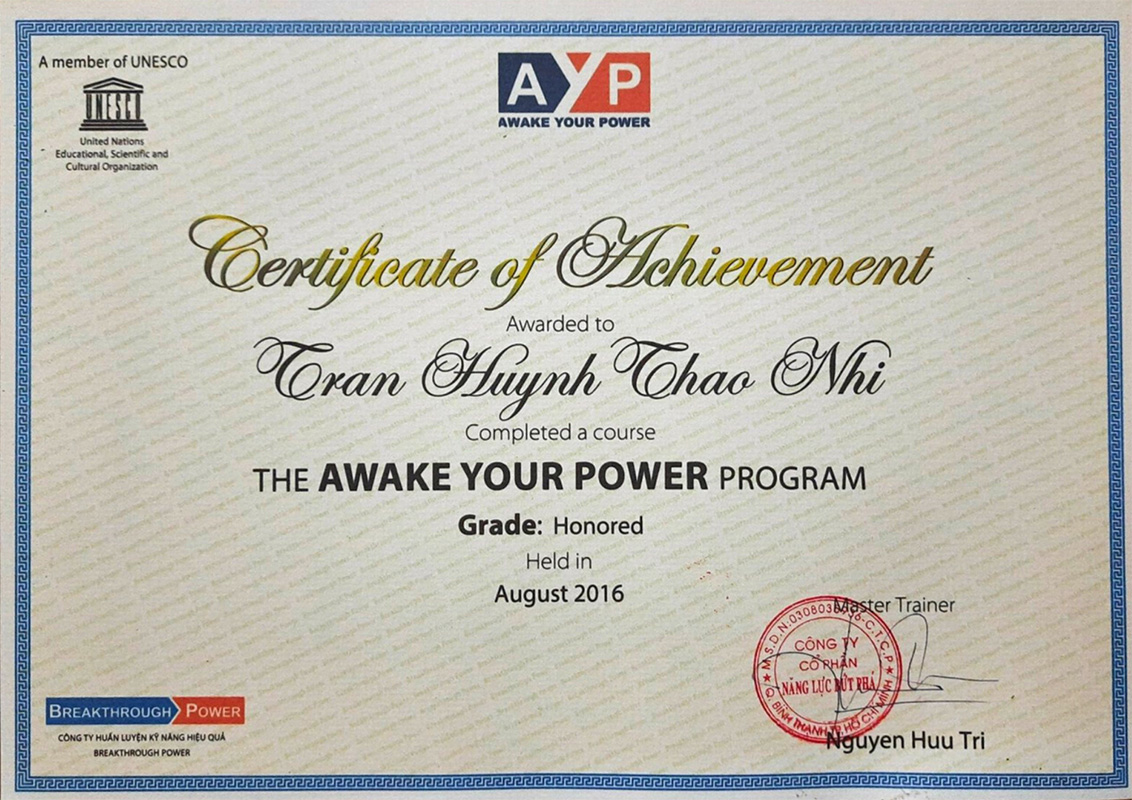 A member of UNESCO
UNESCO
United Nations
Educational, Scientific and
Cultural Organization
AYP
AWAKE YOUR POWER
Certificate of Achievement
Awarded to
Tran Huynh Thao Nhi
Completed a course
THE AWAKE YOUR POWER PROGRAM
Grade: Honored
Held in
August 2016
Master Trainer
CÔNG TY
CỔ PHẦN
NĂNG LỰC BỨT PHÁ
Q. BÌNH THẠNH TP. HỒ CHÍ MINH
Nguyen Huu Tri
BREAKTHROUGH POWER
CÔNG TY HUẤN LUYỆN KỸ NĂNG HIỆU QUẢ
BREAKTHROUGH POWER